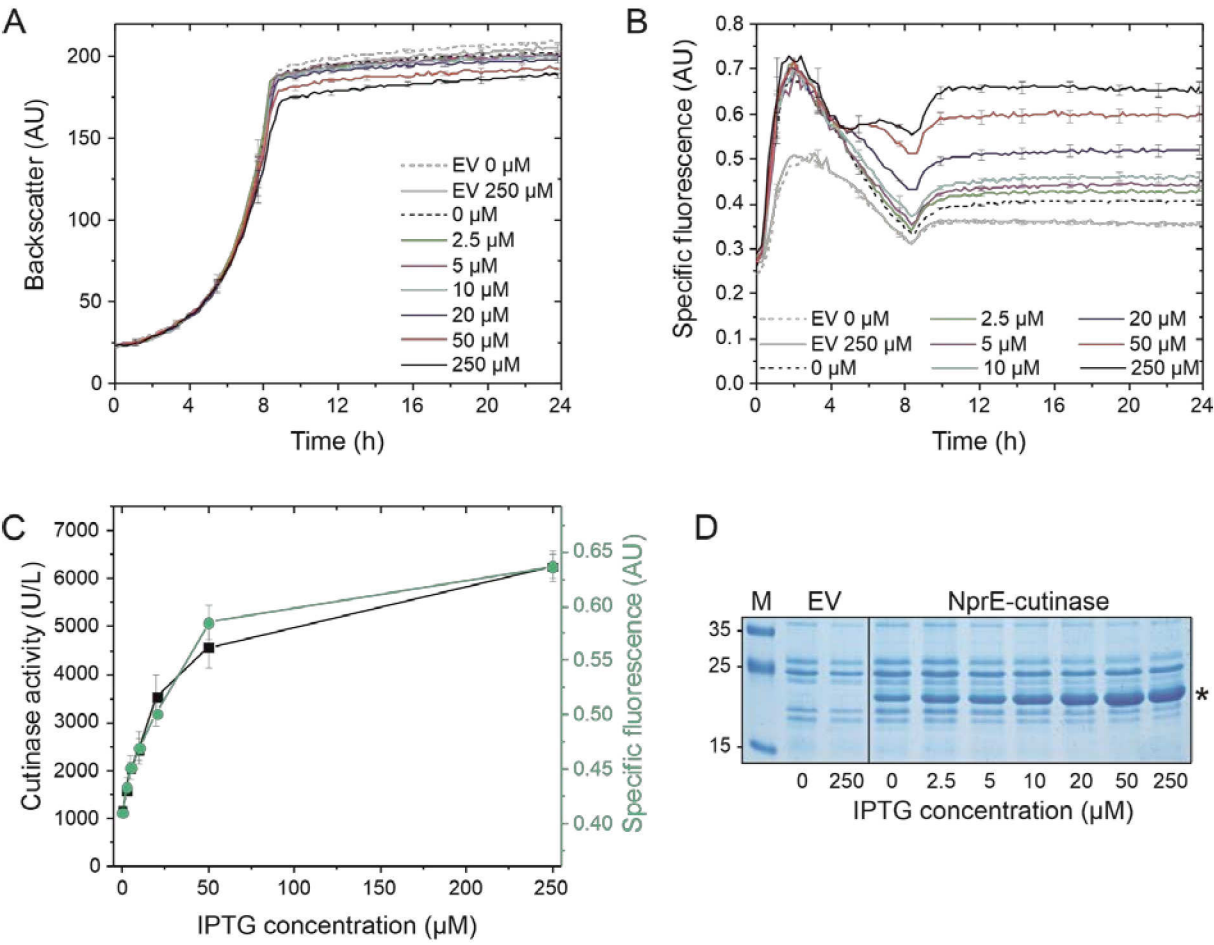 A
Backscatter (AU)
200
150
100
50
0
EV 0 µM
EV 250 µM
0 µM
2.5 µM
5 µM
10 µM
20 µM
50 µM
250 µM
0 4 8 12 16 20 24
Time (h)
B
Specific fluorescence (AU)
0.8
0.7
0.6
0.5
0.4
0.3
0.2
0.1
0.0
EV 0 µM 2.5 µM 20 µM
EV 250 µM 5 µM 50 µM
0 µM 10 µM 250 µM
0 4 8 12 16 20 24
Time (h)
C
Cutinase activity (U/L)
7000
6000
5000
4000
3000
2000
1000
0
0.65
0.60
0.55
0.50
0.45
0.40
Specific fluorescence (AU)
0 50 100 150 200 250
IPTG concentration (µM)
D
M EV NprE-cutinase
35
25
15
*
0 250 0 2.5 5 10 20 50 250
IPTG concentration (µM)